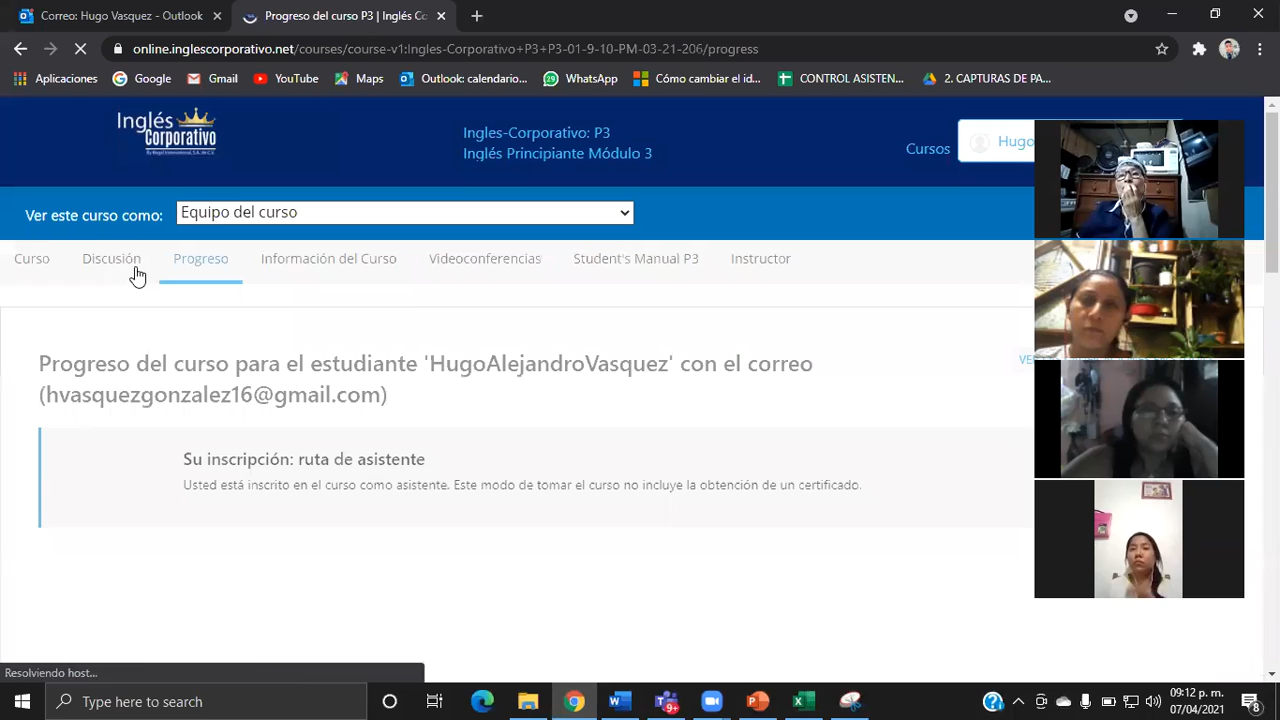 Correo: Hugo Vasquez - Outlook
Progreso del curso P3 | Inglés Co
online.inglescorporativo.net/courses/course-v1:Ingles-Corporativo+P3+P3-01-9-10-PM-03-21-206/progress
Aplicaciones
Google
Gmail
YouTube
Maps
Outlook: calendario...
WhatsApp
Cómo cambiar el id...
CONTROL ASISTEN...
2. CAPTURAS DE PA...
Inglés
Corporativo
Ingles-Corporativo: P3
Inglés Principiante Módulo 3
Cursos
Hugo
Ver este curso como:
Equipo del curso
Curso
Discusión
Progreso
Información del Curso
Videoconferencias
Student's Manual P3
Instructor
Progreso del curso para el estudiante 'HugoAlejandroVasquez' con el correo
(hvasquezgonzalez16@gmail.com)
Su inscripción: ruta de asistente
Usted está inscrito en el curso como asistente. Este modo de tomar el curso no incluye la obtención de un certificado.
Resolviendo host...
Type here to search
09:12 p. m.
07/04/2021